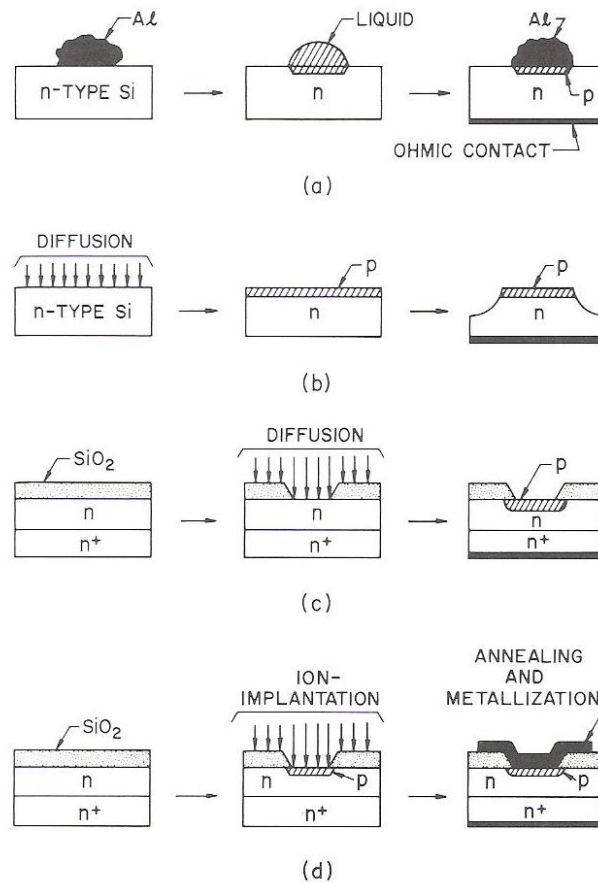 Al
n-TYPE Si
LIQUID
n
Al
n
p
OHMIC CONTACT
(a)
DIFFUSION
n-TYPE Si
p
n
p
n
(b)
SiO2
n
n+
DIFFUSION
n
n+
p
n
n+
(c)
SiO2
n
n+
ION-
IMPLANTATION
n
p
n+
ANNEALING
AND
METALLIZATION
n
p
n+
(d)